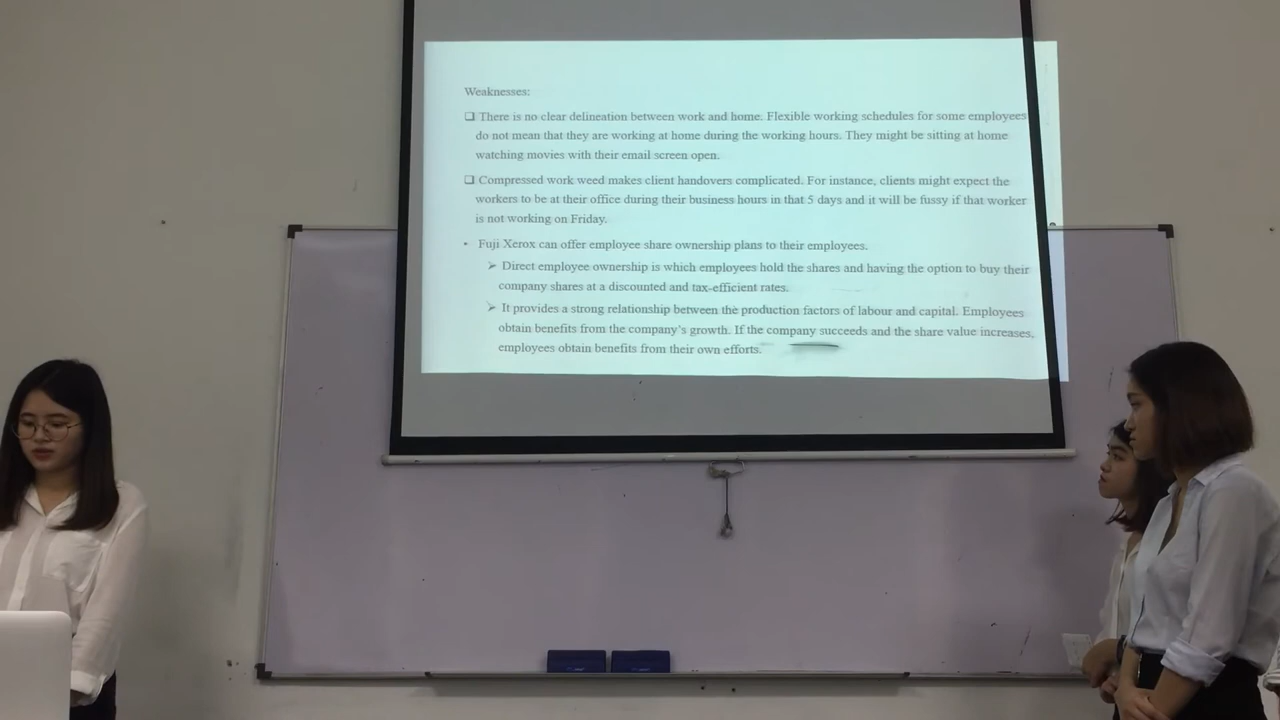 Weaknesses:
❑ There is no clear delineation between work and home. Flexible working schedules for some employees
do not mean that they are working at home during the working hours. They might be sitting at home
watching movies with their email screen open.
❑ Compressed work weed makes client handovers complicated. For instance, clients might expect the
workers to be at their office during their business hours in that 5 days and it will be fussy if that worker
is not working on Friday.
• Fuji Xerox can offer employee share ownership plans to their employees.
➢ Direct employee ownership is which employees hold the shares and having the option to buy their
company shares at a discounted and tax-efficient rates.
➢ It provides a strong relationship between the production factors of labour and capital. Employees
obtain benefits from the company's growth. If the company succeeds and the share value increases,
employees obtain benefits from their own efforts.